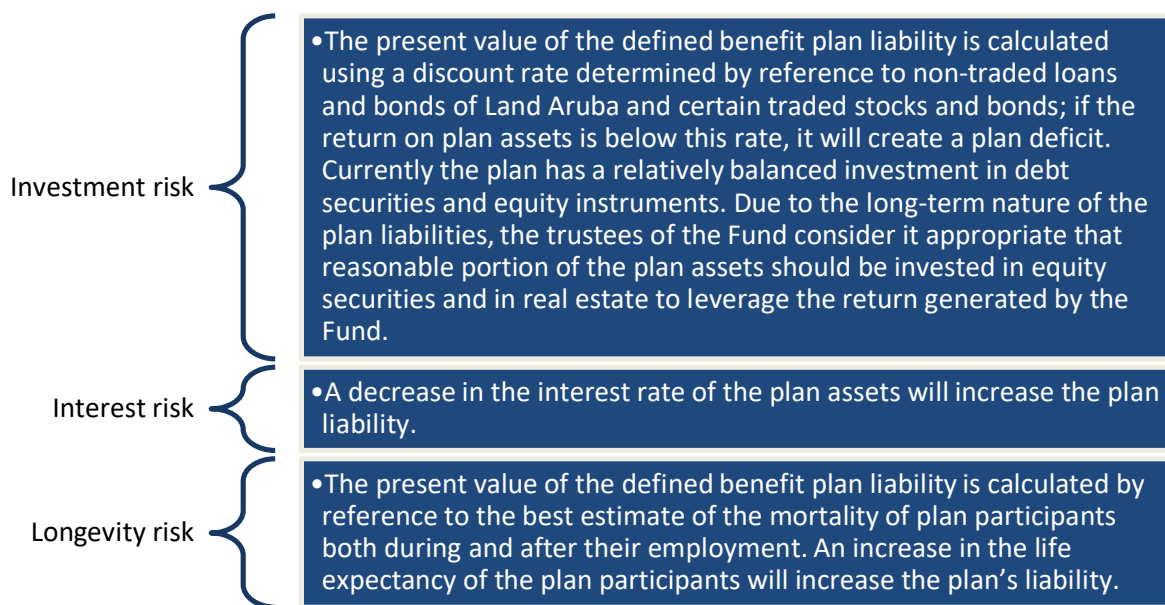 Investment risk
•The present value of the defined benefit plan liability is calculated
using a discount rate determined by reference to non-traded loans
and bonds of Land Aruba and certain traded stocks and bonds; if the
return on plan assets is below this rate, it will create a plan deficit.
Currently the plan has a relatively balanced investment in debt
securities and equity instruments. Due to the long-term nature of the
plan liabilities, the trustees of the Fund consider it appropriate that
reasonable portion of the plan assets should be invested in equity
securities and in real estate to leverage the return generated by the
Fund.
Interest risk
•A decrease in the interest rate of the plan assets will increase the plan
liability.
Longevity risk
•The present value of the defined benefit plan liability is calculated by
reference to the best estimate of the mortality of plan participants
both during and after their employment. An increase in the life
expectancy of the plan participants will increase the plan's liability.